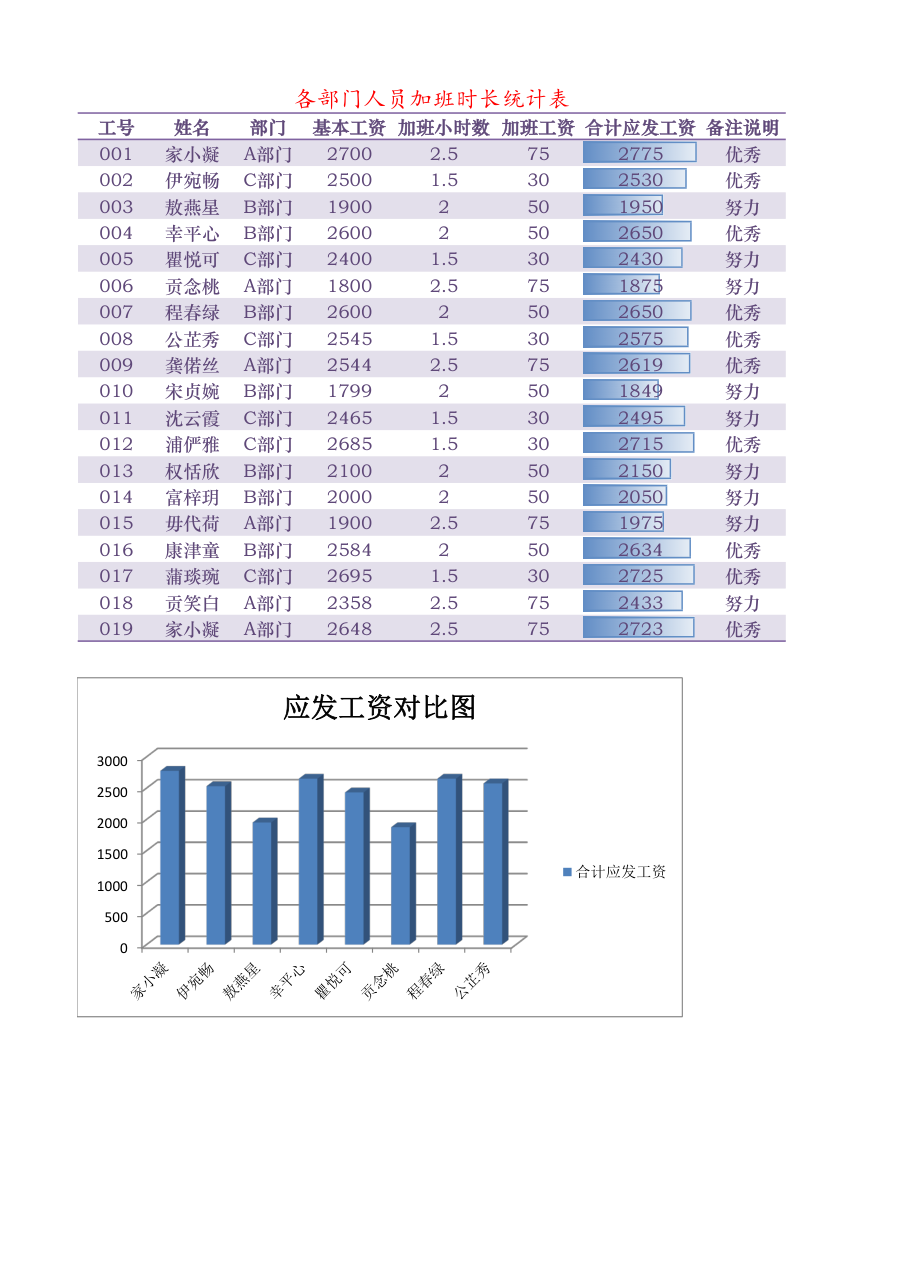 各部门人员加班时长统计表
工号 姓名 部门 基本工资 加班小时数 加班工资 合计应发工资 备注说明
001 家小凝 A部门 2700 2.5 75 2775 优秀
002 伊宛畅 C部门 2500 1.5 30 2530 优秀
003 敖燕星 B部门 1900 2 50 1950 努力
004 幸平心 B部门 2600 2 50 2650 优秀
005 瞿悦可 C部门 2400 1.5 30 2430 努力
006 贡念桃 A部门 1800 2.5 75 1875 努力
007 程春绿 B部门 2600 2 50 2650 优秀
008 公芷秀 C部门 2545 1.5 30 2575 优秀
009 龚偌丝 A部门 2544 2.5 75 2619 优秀
010 宋贞婉 B部门 1799 2 50 1849 努力
011 沈云霞 C部门 2465 1.5 30 2495 努力
012 浦俨雅 C部门 2685 1.5 30 2715 优秀
013 权恬欣 B部门 2100 2 50 2150 努力
014 富梓玥 B部门 2000 2 50 2050 努力
015 毋代荷 A部门 1900 2.5 75 1975 努力
016 康津童 B部门 2584 2 50 2634 优秀
017 蒲琰琬 C部门 2695 1.5 30 2725 优秀
018 贡笑白 A部门 2358 2.5 75 2433 努力
019 家小凝 A部门 2648 2.5 75 2723 优秀
应发工资对比图
3000
2500
2000
1500
1000
500
0
合计应发工资
家小凝 伊宛畅 敖燕星 幸平心 瞿悦可 贡念桃 程春绿 公芷秀